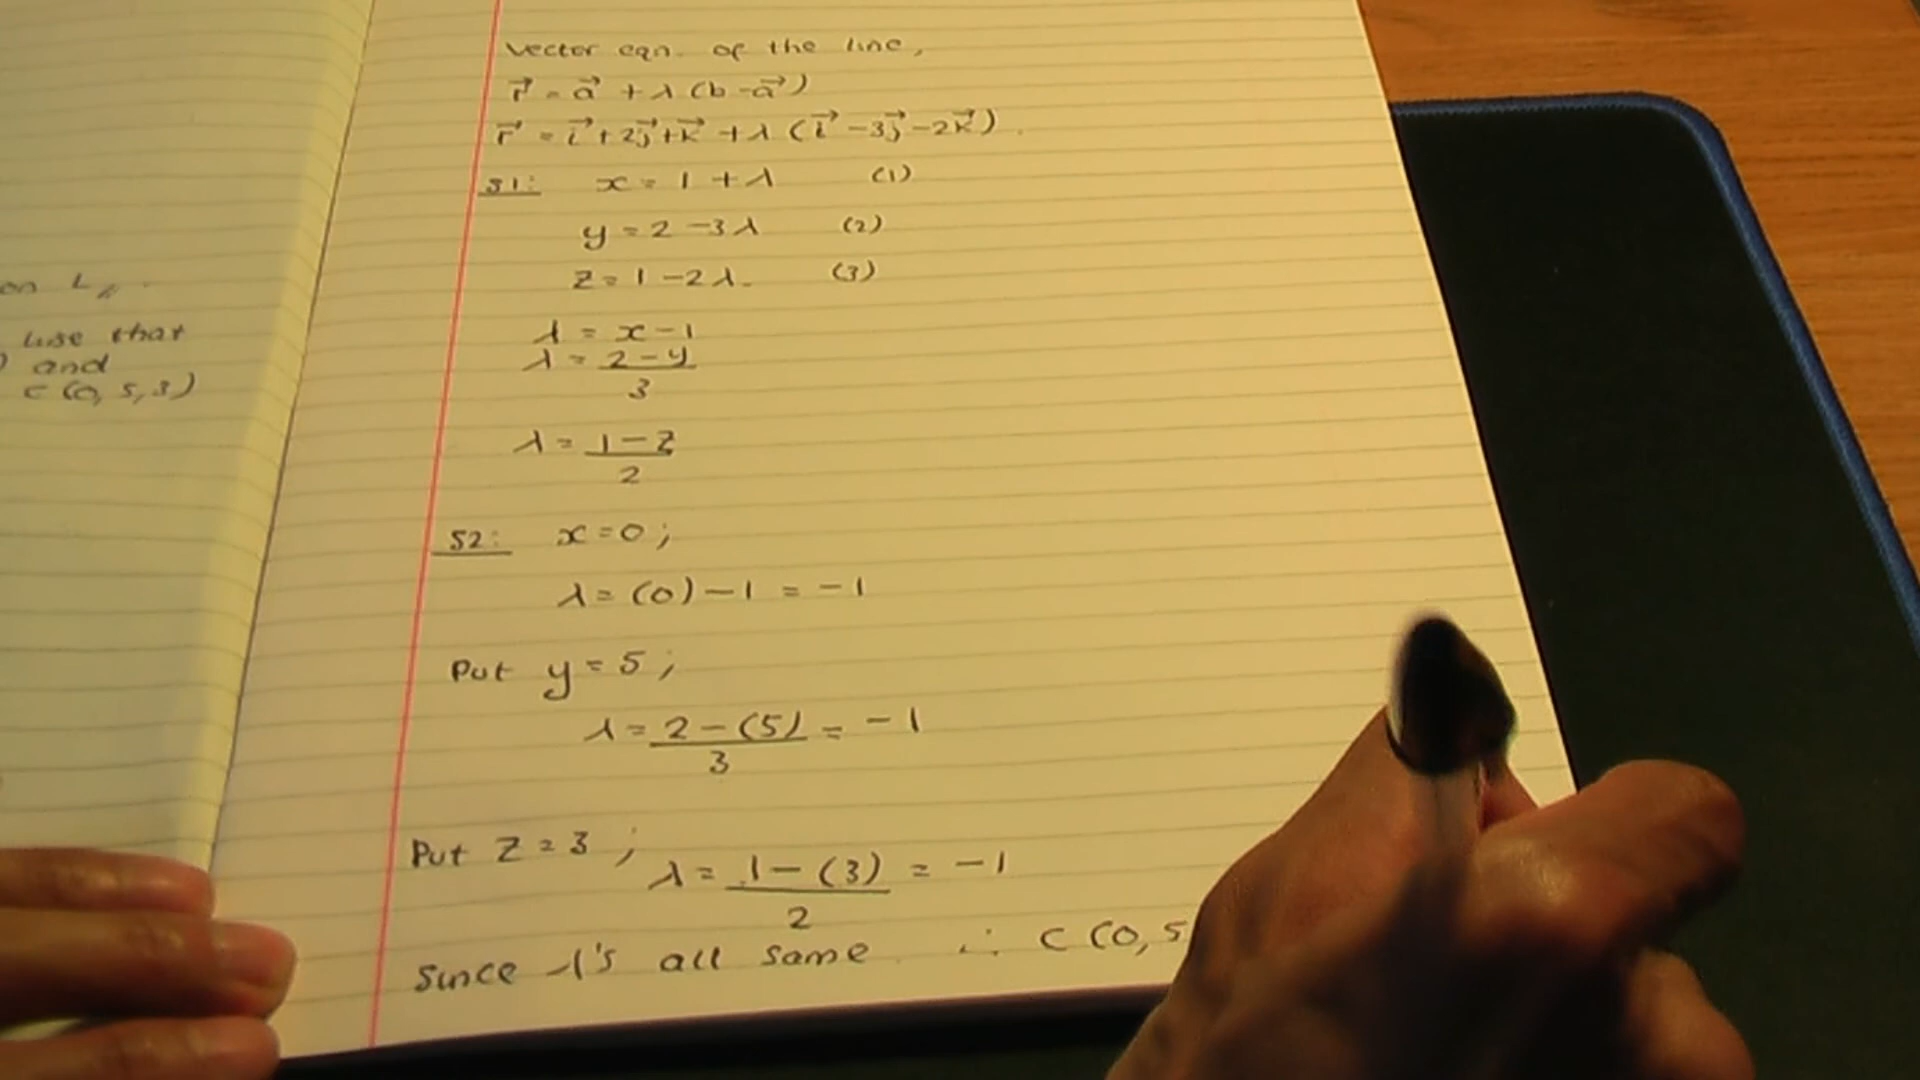 on L,,.
line that
) and
C (0, 5, 3)
Vector eqn. of the line,
r⃗ = a⃗ + λ (b - a⃗)
r⃗ = i⃗ + 2j⃗ + k⃗ + λ (i⃗ - 3j⃗ - 2k⃗).
S1: x = 1 + λ (1)
y = 2 - 3λ (2)
z = 1 - 2λ. (3)
λ = x - 1
λ = 2 - y
3
λ = 1 - z
2
S2: x = 0 ;
λ = (0) - 1 = -1
Put y = 5 ;
λ = 2 - (5) = -1
3
Put z = 3 ; λ = 1 - (3) = -1
2
Since λ's all same. ∴ C (0, 5